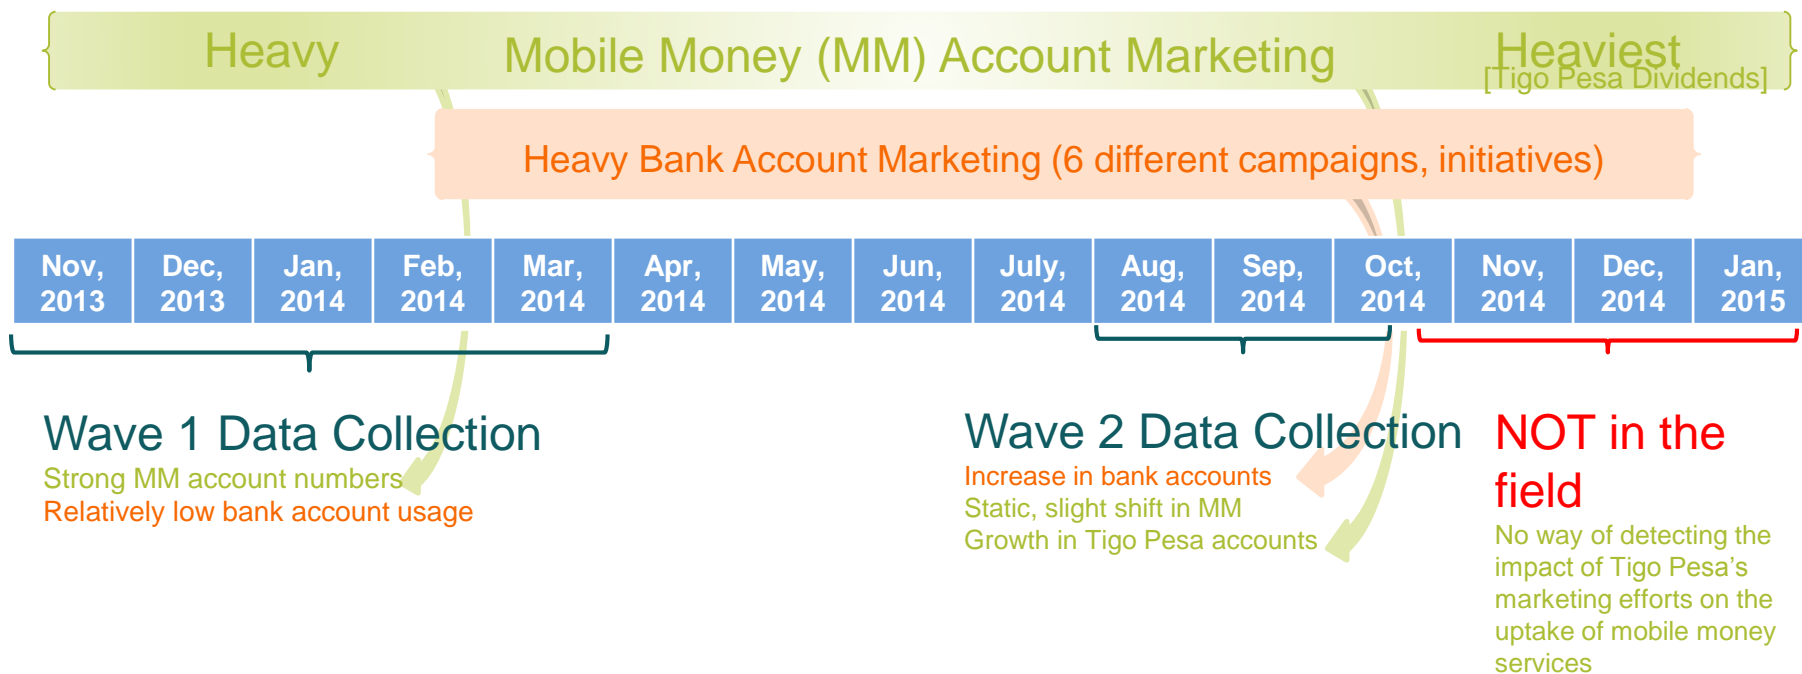 Heavy
Mobile Money (MM) Account Marketing
Heaviest
[Tigo Pesa Dividends]
Heavy Bank Account Marketing (6 different campaigns, initiatives)
Nov, 2013
Dec, 2013
Jan, 2014
Feb, 2014
Mar, 2014
Apr, 2014
May, 2014
Jun, 2014
July, 2014
Aug, 2014
Sep, 2014
Oct, 2014
Nov, 2014
Dec, 2014
Jan, 2015
Wave 1 Data Collection
Strong MM account numbers
Relatively low bank account usage
Wave 2 Data Collection
Increase in bank accounts
Static, slight shift in MM
Growth in Tigo Pesa accounts
NOT in the
field
No way of detecting the
impact of Tigo Pesa’s
marketing efforts on the
uptake of mobile money
services